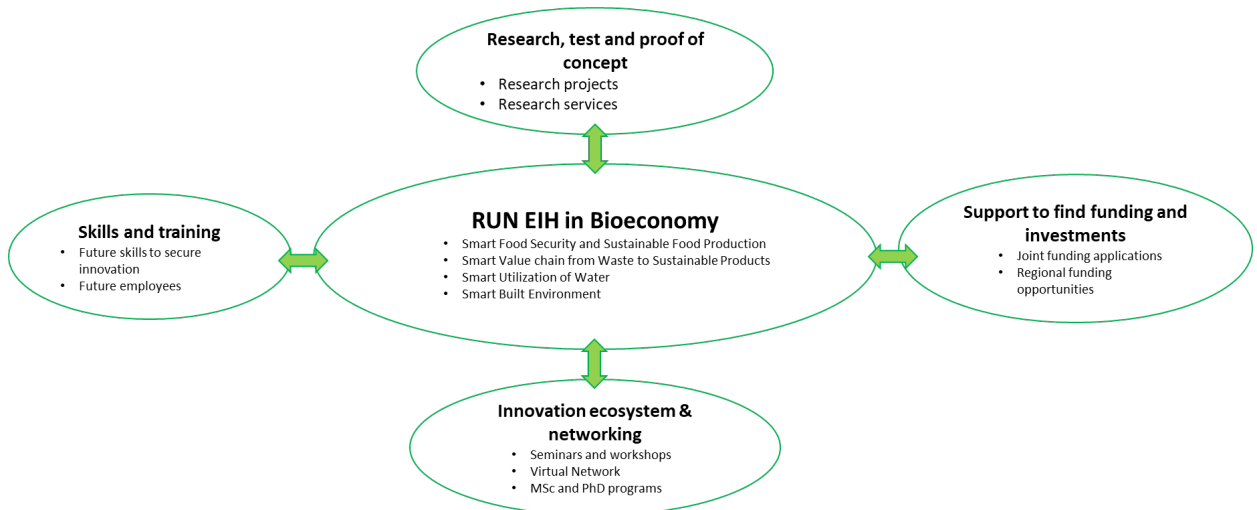 Research, test and proof of
concept
• Research projects
• Research services
Skills and training
• Future skills to secure
innovation
• Future employees
RUN EIH in Bioeconomy
• Smart Food Security and Sustainable Food Production
• Smart Value chain from Waste to Sustainable Products
• Smart Utilization of Water
• Smart Built Environment
Support to find funding and
investments
• Joint funding applications
• Regional funding
opportunities
Innovation ecosystem &
networking
• Seminars and workshops
• Virtual Network
• MSc and PhD programs